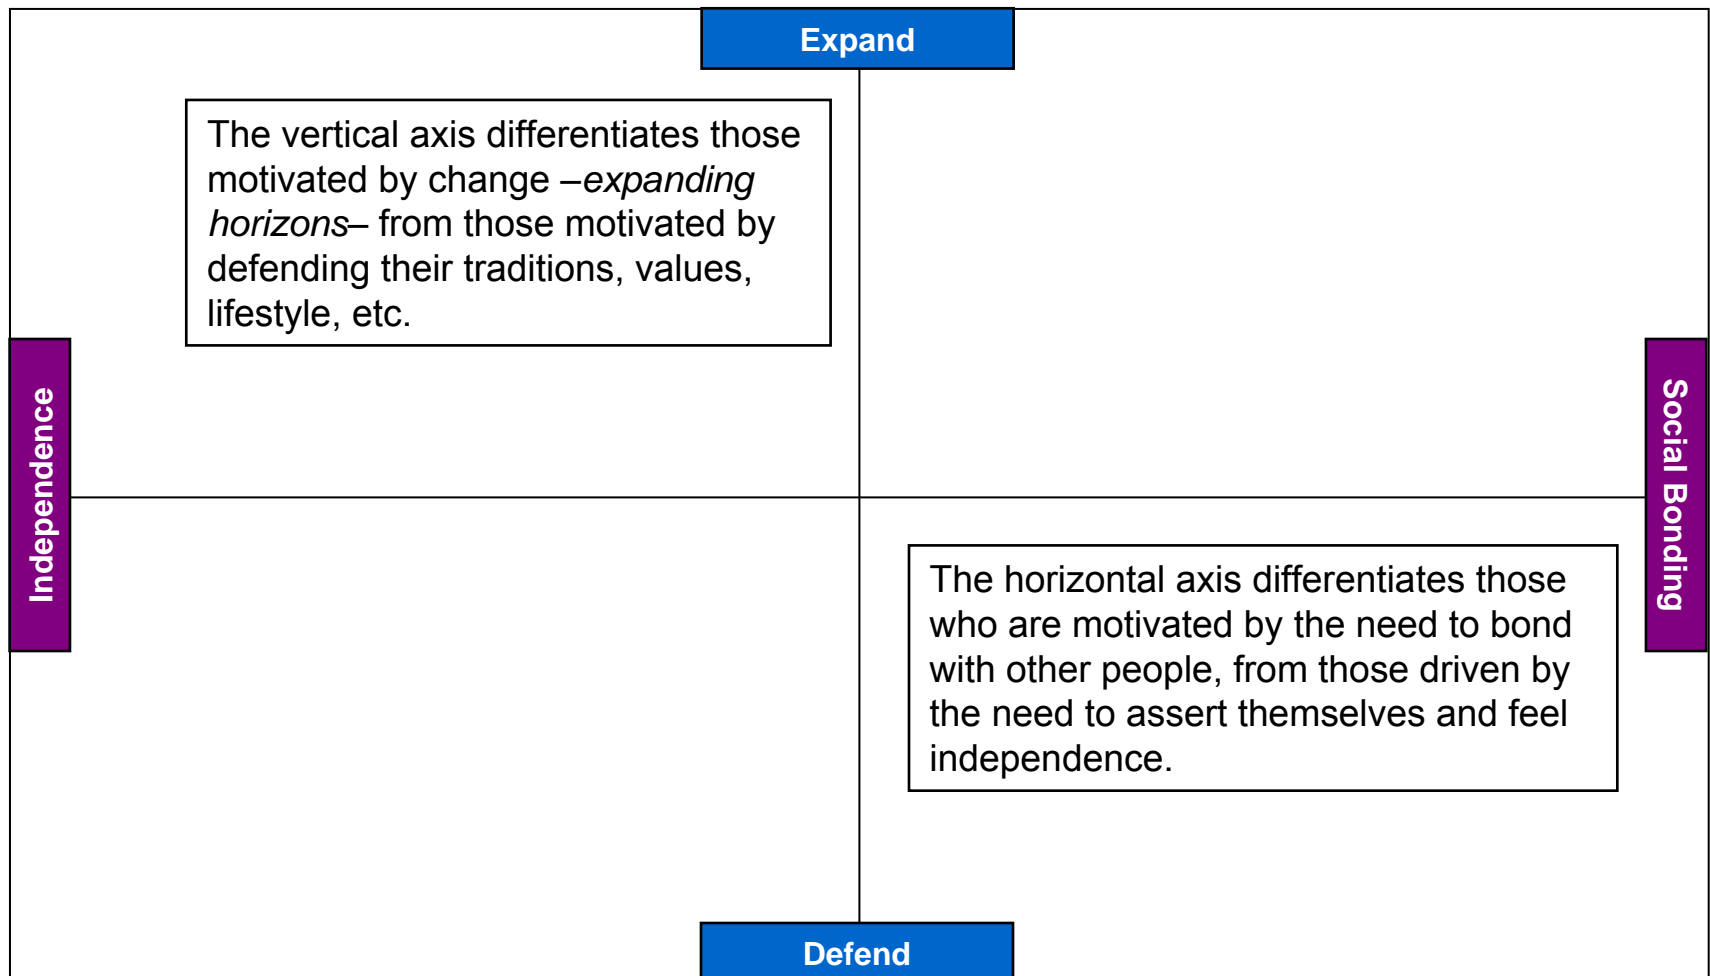 Expand
The vertical axis differentiates those
motivated by change –expanding
horizons– from those motivated by
defending their traditions, values,
lifestyle, etc.
Independence
Social Bonding
The horizontal axis differentiates those
who are motivated by the need to bond
with other people, from those driven by
the need to assert themselves and feel
independence.
Defend